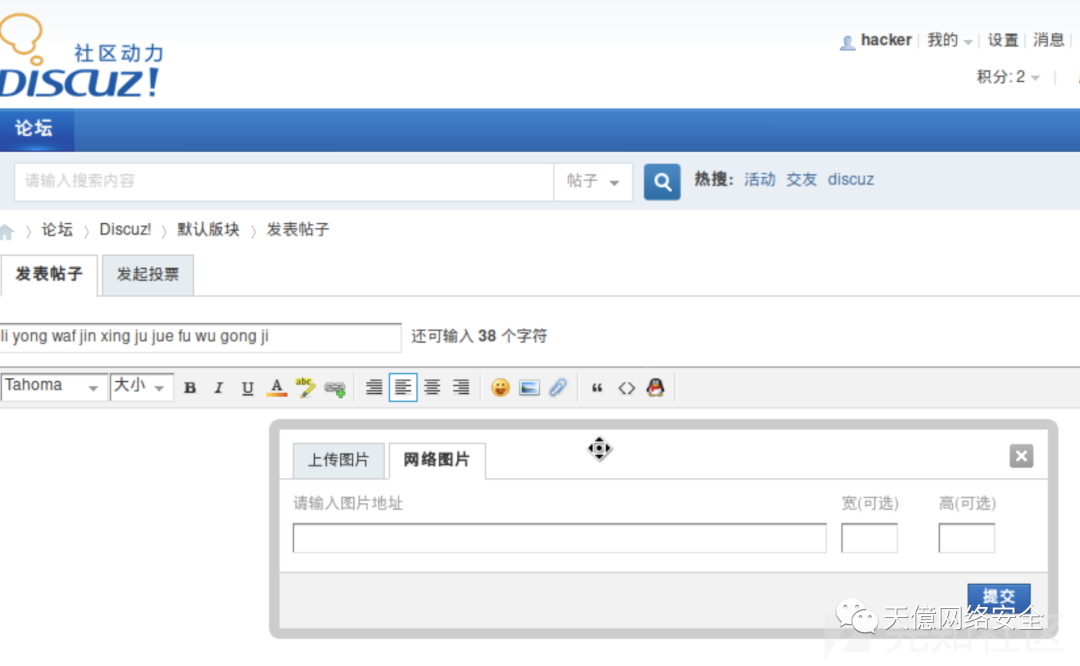 社区动力
DISCUZ!
hacker 我的 设置 消息
积分: 2
论坛
请输入搜索内容 帖子 热搜: 活动 交友 discuz
论坛 Discuz! 默认版块 发表帖子
发表帖子 发起投票
li yong waf jin xing ju jue fu wu gong ji 还可输入 38 个字符
Tahoma 大小 B I U A abc
上传图片 网络图片
请输入图片地址 宽(可选) 高(可选)
提交
天億网络安全
先知社区